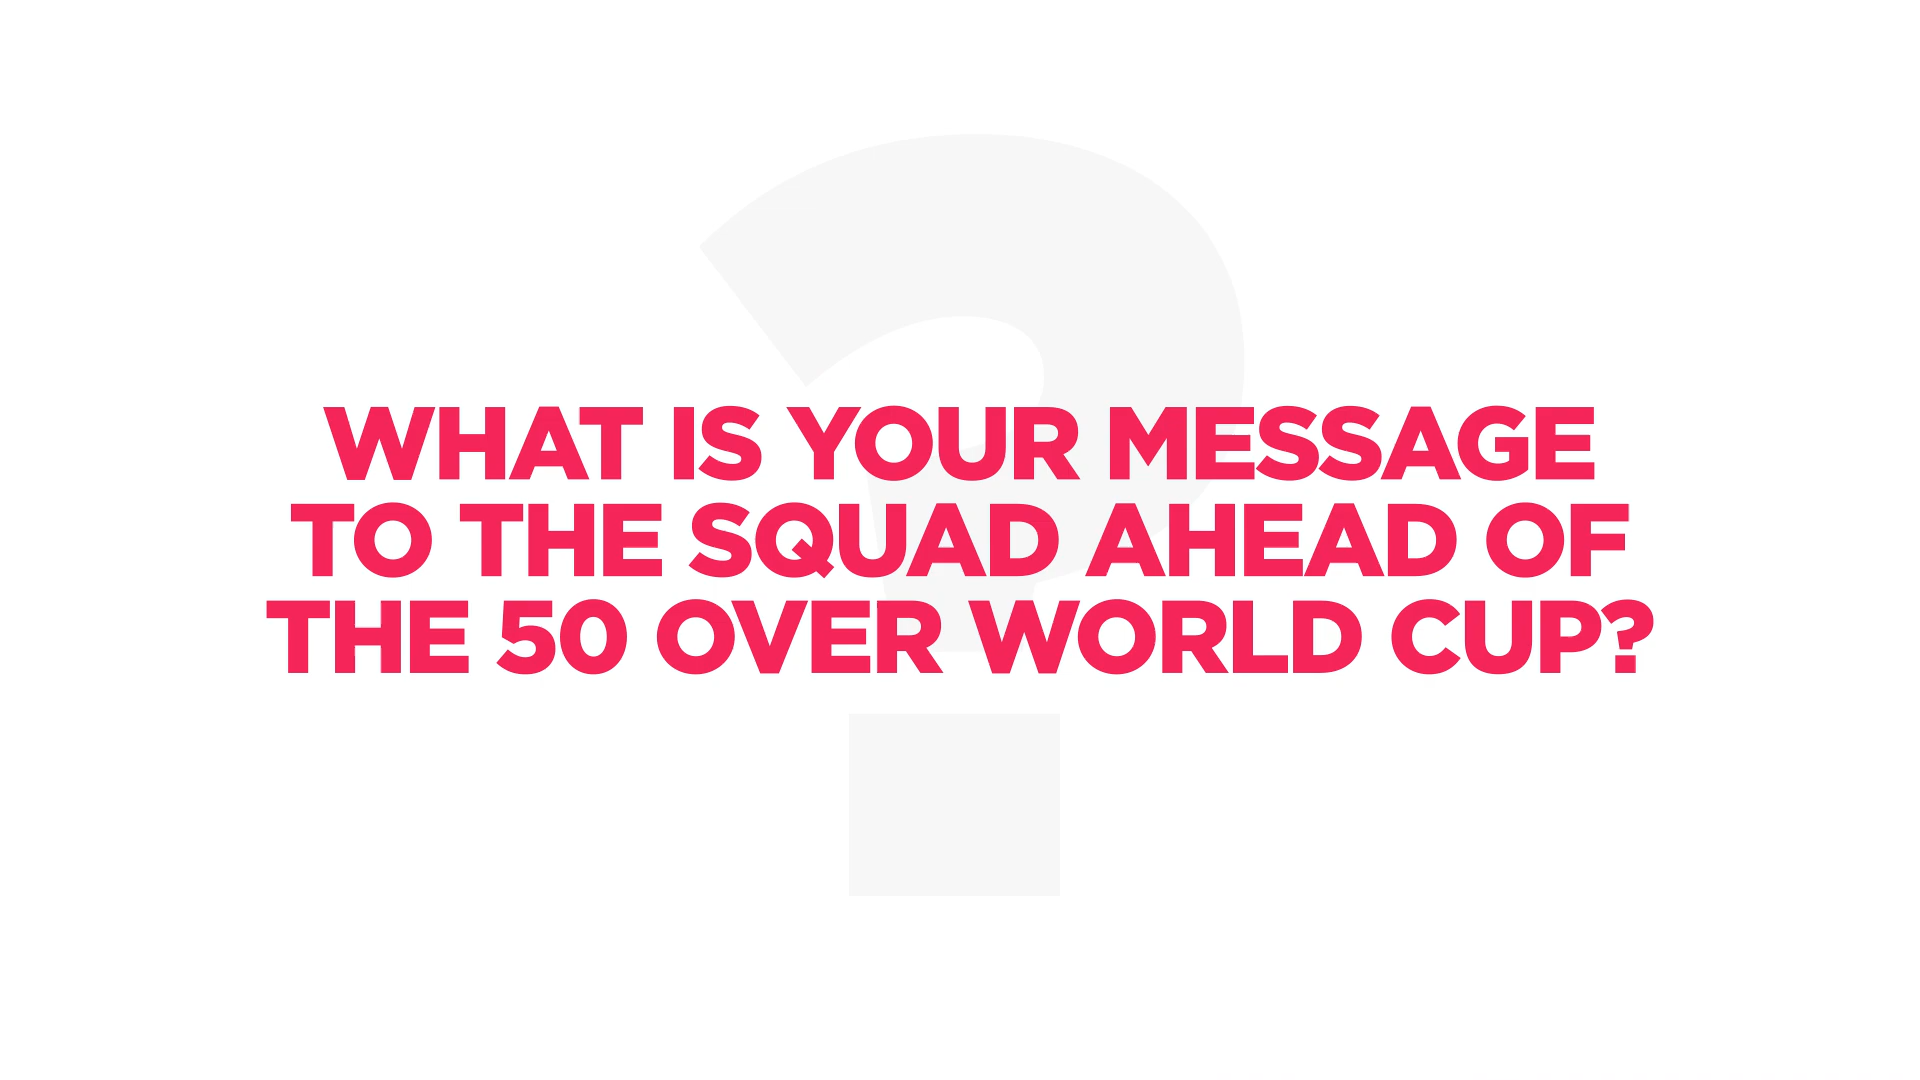 WHAT IS YOUR MESSAGE
TO THE SQUAD AHEAD OF
THE 50 OVER WORLD CUP?